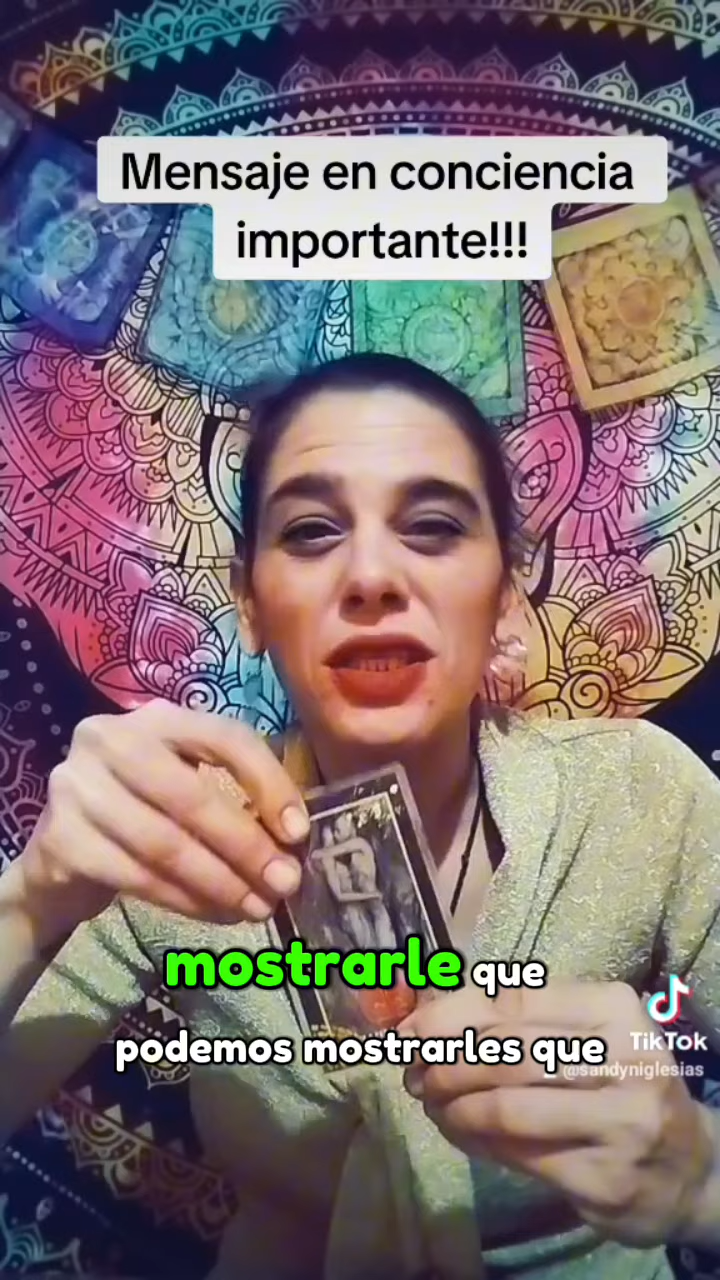 Mensaje en conciencia
importante!!!
mostrarle que
podemos mostrarles que
TikTok
@sandyniglesias